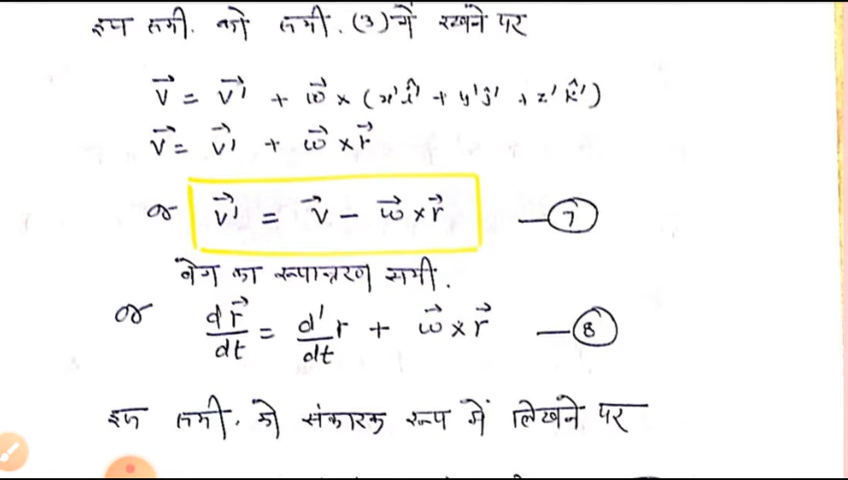 इन समी. को समी. (3) में रखने पर
v⃗ = v⃗' + ω⃗ × (x'î' + y'ĵ' + z'k̂')
v⃗ = v⃗' + ω⃗ × r⃗
or v⃗' = v⃗ − ω⃗ × r⃗ — 7
वेग का रूपान्तरण समी.
or dr⃗/dt = d'/dt r + ω⃗ × r⃗ — 8
इस समी. को संकारक रूप में लिखने पर